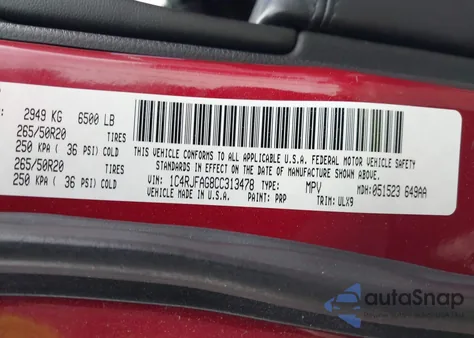 2949 KG 6500 LB
265/50R20 TIRES
250 KPA ( 36 PSI) COLD
265/50R20 TIRES
250 KPA ( 36 PSI) COLD
THIS VEHICLE CONFORMS TO ALL APPLICABLE U.S.A. FEDERAL MOTOR VEHICLE SAFETY
STANDARDS IN EFFECT ON THE DATE OF MANUFACTURE SHOWN ABOVE.
VIN: 1C4RJFAG8CC313478 TYPE: MPV MDH: 051523 649AA
VEHICLE MADE IN U.S.A. PAINT: PRP TRIM: ULX9
autoSnap